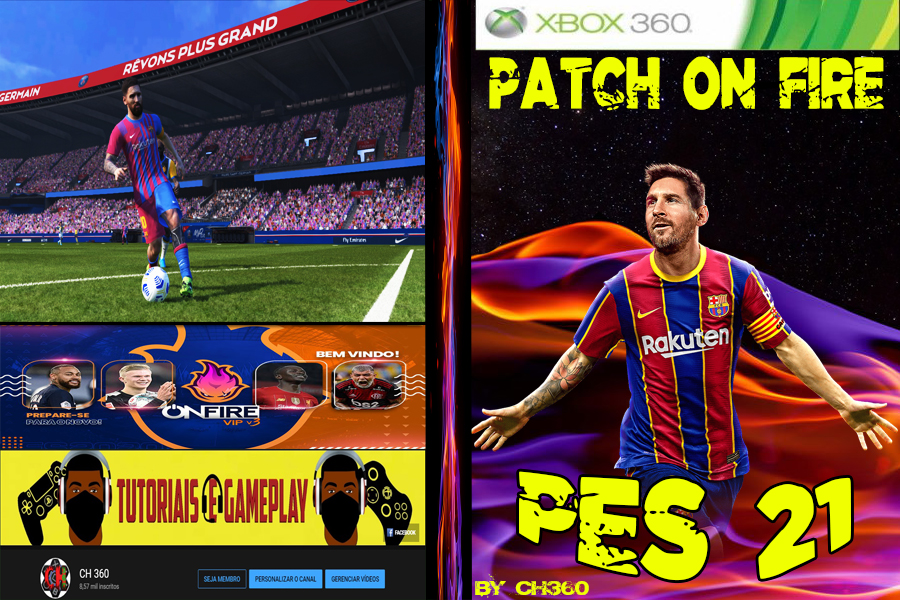 RÊVONS PLUS GRAND
GERMAIN
Fly Emirates
BEM VINDO!
PREPARE-SE
PARA O NOVO!
ONFIRE
VIP v3
TUTORIAIS E GAMEPLAY
FACEBOOK
CH 360
8,57 mil inscritos
SEJA MEMBRO
PERSONALIZAR O CANAL
GERENCIAR VÍDEOS
XBOX 360
PATCH ON FIRE
Rakuten
PES 21
BY CH360